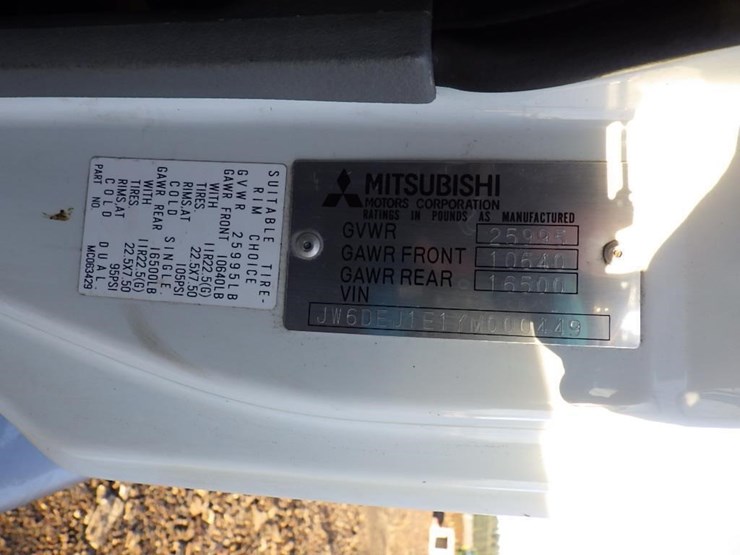 SUITABLE TIRE-
RIM CHOICE
GVWR 25995LB
GAWR FRONT 10640LB
WITH
TIRES 11R22.5(G)
RIMS,AT 22.5X7.50
COLD 105PSI
SINGLE
GAWR REAR 16500LB
WITH
TIRES 11R22.5(G)
RIMS,AT 22.5X7.50
COLD 95PSI
DUAL
PART NO. MC063429
MITSUBISHI
MOTORS CORPORATION
RATINGS IN POUNDS AS MANUFACTURED
GVWR 25995
GAWR FRONT 10640
GAWR REAR 16500
VIN
JW6DEJ1E1YM000449